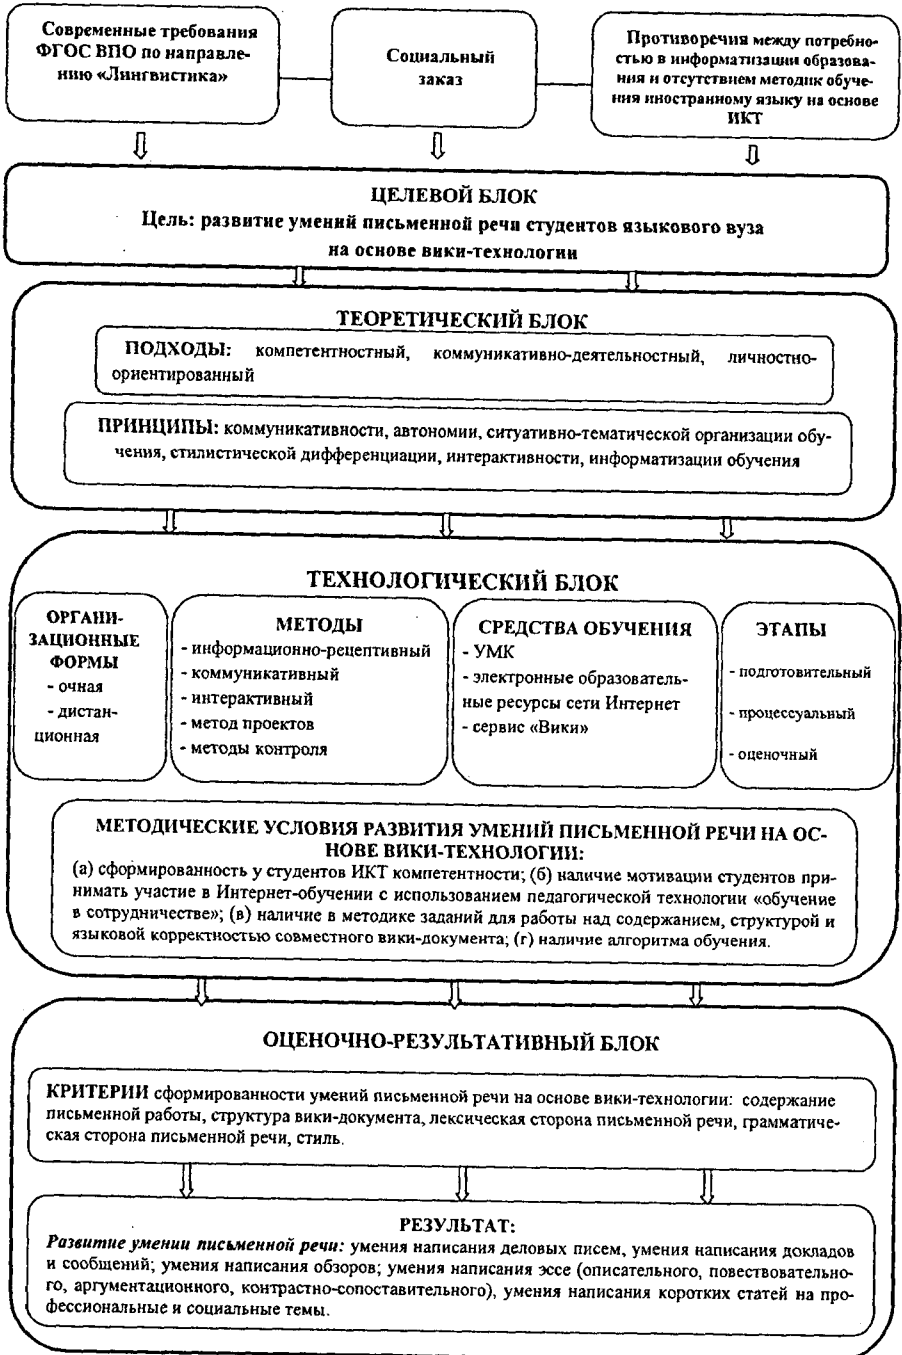 Современные требования
ФГОС ВПО по направле-
нию «Лингвистика»
Социальный
заказ
Противоречия между потребно-
стью в информатизации образова-
ния и отсутствием методик обуче-
ния иностранному языку на основе
ИКТ
ЦЕЛЕВОЙ БЛОК
Цель: развитие умений письменной речи студентов языкового вуза
на основе вики-технологии
ТЕОРЕТИЧЕСКИЙ БЛОК
ПОДХОДЫ: компетентностный, коммуникативно-деятельностный, личностно-
ориентированный
ПРИНЦИПЫ: коммуникативности, автономии, ситуативно-тематической организации обу-
чения, стилистической дифференциации, интерактивности, информатизации обучения
ТЕХНОЛОГИЧЕСКИЙ БЛОК
ОРГАНИ-
ЗАЦИОННЫЕ
ФОРМЫ
- очная
- дистан-
ционная
МЕТОДЫ
- информационно-рецептивный
- коммуникативный
- интерактивный
- метод проектов
- методы контроля
СРЕДСТВА ОБУЧЕНИЯ
- УМК
- электронные образователь-
ные ресурсы сети Интернет
- сервис «Вики»
ЭТАПЫ
- подготовительный
- процессуальный
- оценочный
МЕТОДИЧЕСКИЕ УСЛОВИЯ РАЗВИТИЯ УМЕНИЙ ПИСЬМЕННОЙ РЕЧИ НА ОС-
НОВЕ ВИКИ-ТЕХНОЛОГИИ:
(а) сформированность у студентов ИКТ компетентности; (б) наличие мотивации студентов при-
нимать участие в Интернет-обучении с использованием педагогической технологии «обучение
в сотрудничестве»; (в) наличие в методике заданий для работы над содержанием, структурой и
языковой корректностью совместного вики-документа; (г) наличие алгоритма обучения.
ОЦЕНОЧНО-РЕЗУЛЬТАТИВНЫЙ БЛОК
КРИТЕРИИ сформированности умений письменной речи на основе вики-технологии: содержание
письменной работы, структура вики-документа, лексическая сторона письменной речи, грамматиче-
ская сторона письменной речи, стиль.
РЕЗУЛЬТАТ:
Развитие умении письменной речи: умения написания деловых писем, умения написания докладов
и сообщений; умения написания обзоров; умения написания эссе (описательного, повествовательно-
го, аргументационного, контрастно-сопоставительного), умения написания коротких статей на про-
фессиональные и социальные темы.